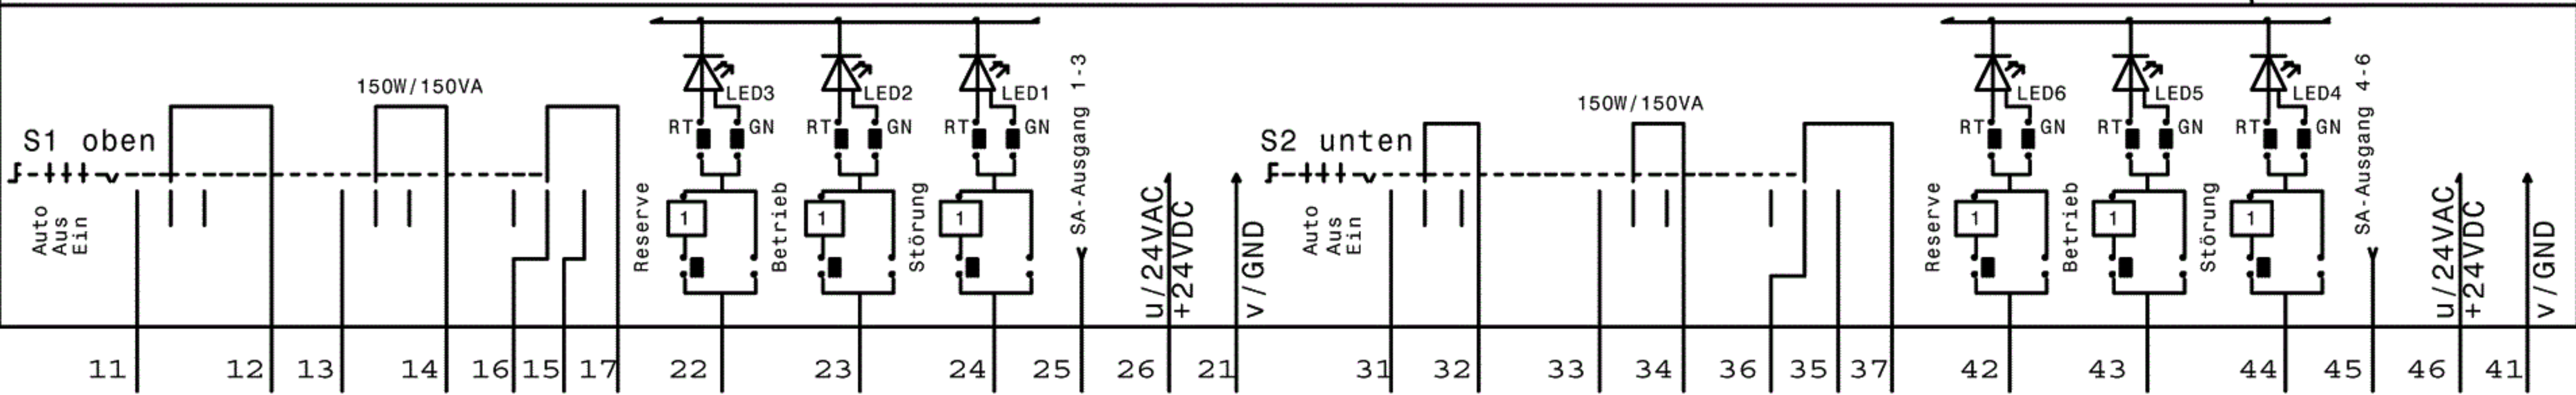 150W/150VA
S1 oben
Auto
Aus
Ein
LED3
RT
GN
Reserve
1
LED2
RT
GN
Betrieb
1
LED1
RT
GN
Störung
1
SA-Ausgang 1-3
u/24VAC
+24VDC
v/GND
150W/150VA
S2 unten
Auto
Aus
Ein
LED6
RT
GN
Reserve
1
LED5
RT
GN
Betrieb
1
LED4
RT
GN
Störung
1
SA-Ausgang 4-6
u/24VAC
+24VDC
v/GND
11 12 13 14 16 15 17 22 23 24 25 26 21 31 32 33 34 36 35 37 42 43 44 45 46 41